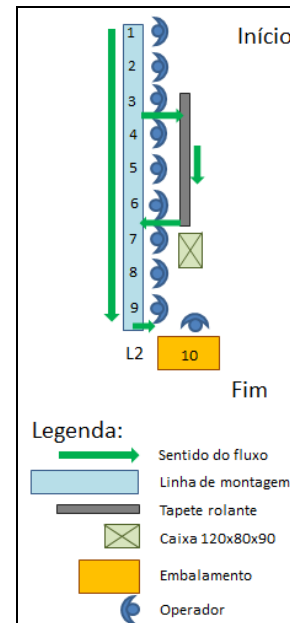 Início
1
2
3
4
5
6
7
8
9
L2
10
Fim
Legenda:
Sentido do fluxo
Linha de montagem
Tapete rolante
Caixa 120x80x90
Embalamento
Operador